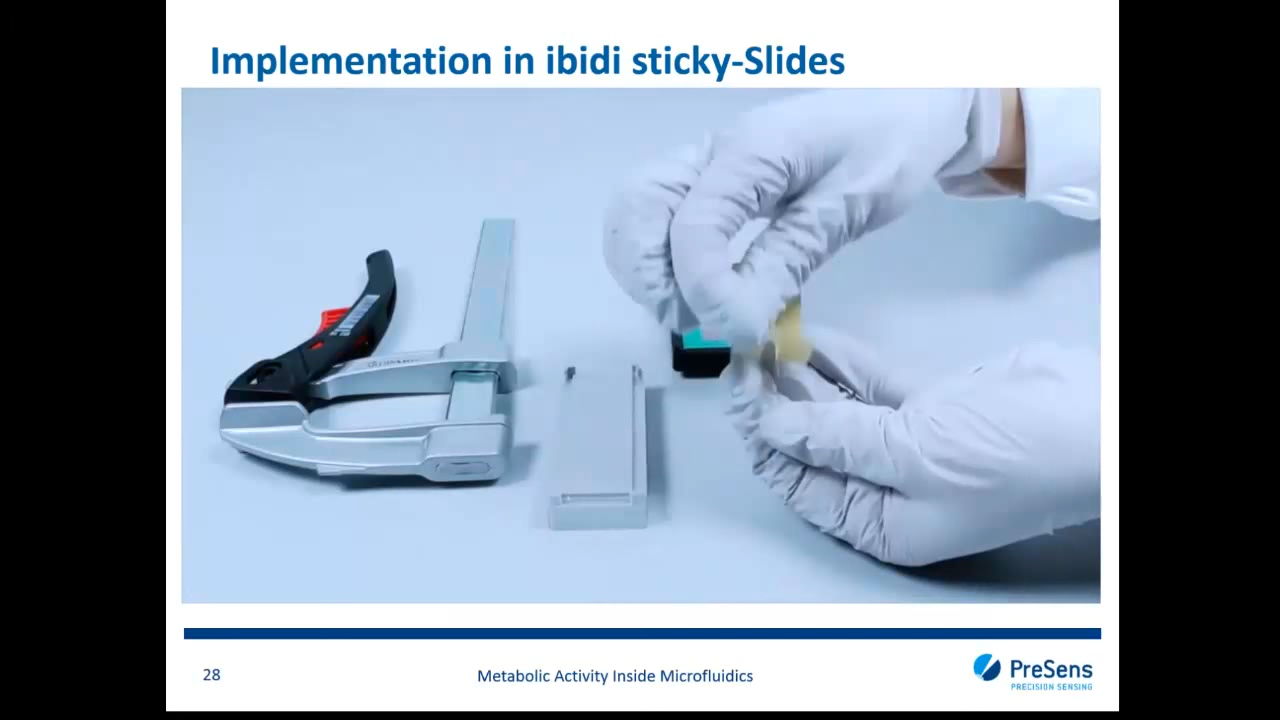 Implementation in ibidi sticky-Slides
28
Metabolic Activity Inside Microfluidics
PreSens
PRECISION SENSING